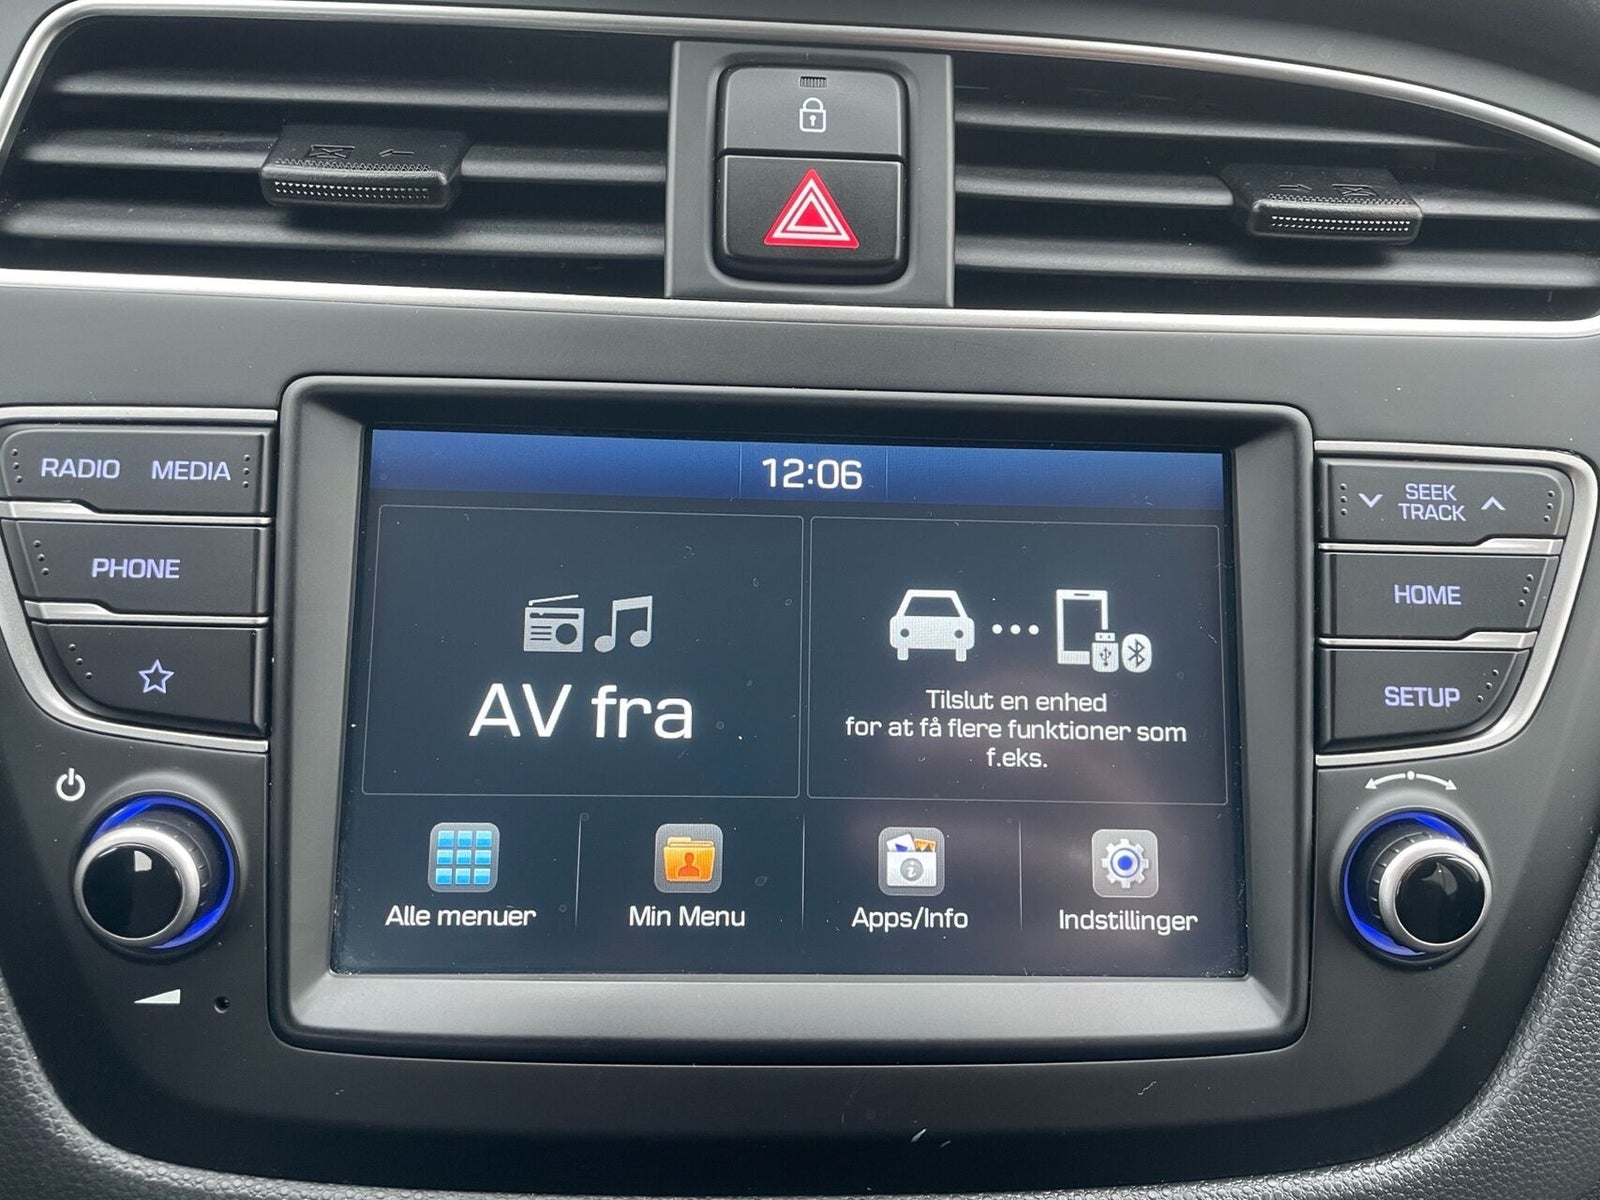 RADIO MEDIA
PHONE
12:06
AV fra
Tilslut en enhed
for at få flere funktioner som
f.eks.
Alle menuer
Min Menu
Apps/Info
Indstillinger
SEEK
TRACK
HOME
SETUP